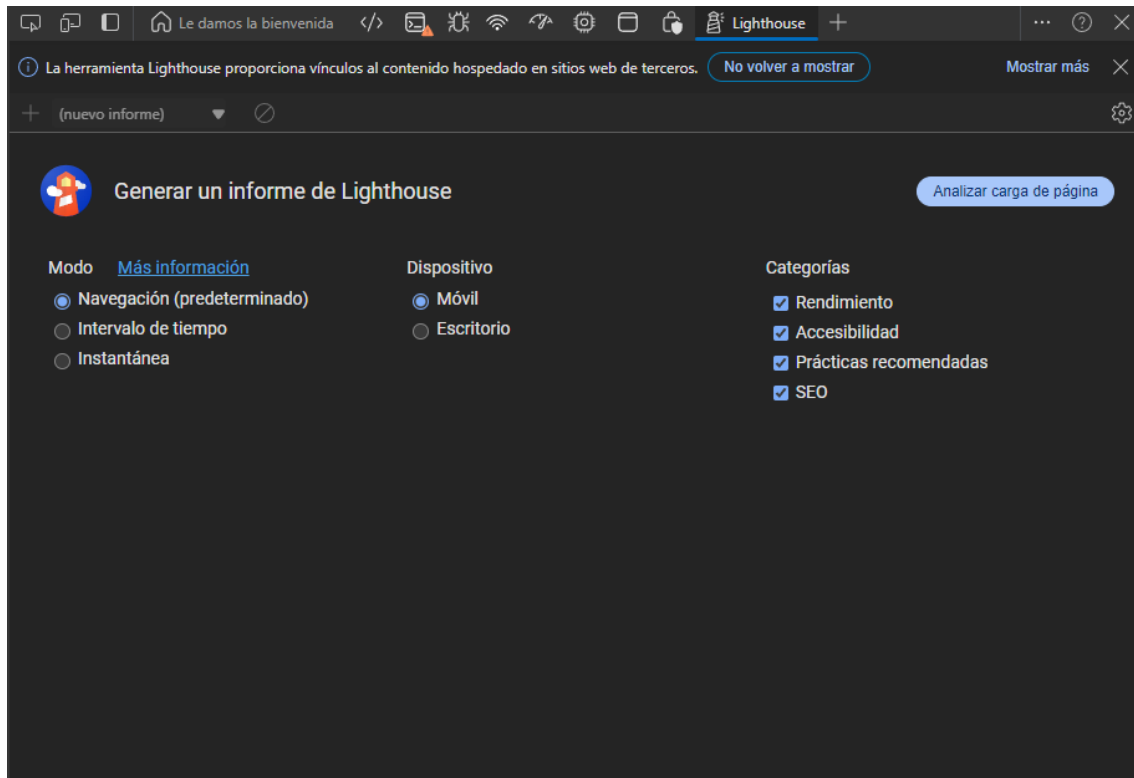 Le damos la bienvenida Lighthouse
La herramienta Lighthouse proporciona vínculos al contenido hospedado en sitios web de terceros. No volver a mostrar Mostrar más
(nuevo informe)
Generar un informe de Lighthouse Analizar carga de página
Modo Más información Dispositivo Categorías
Navegación (predeterminado) Móvil Rendimiento
Intervalo de tiempo Escritorio Accesibilidad
Instantánea Prácticas recomendadas
SEO